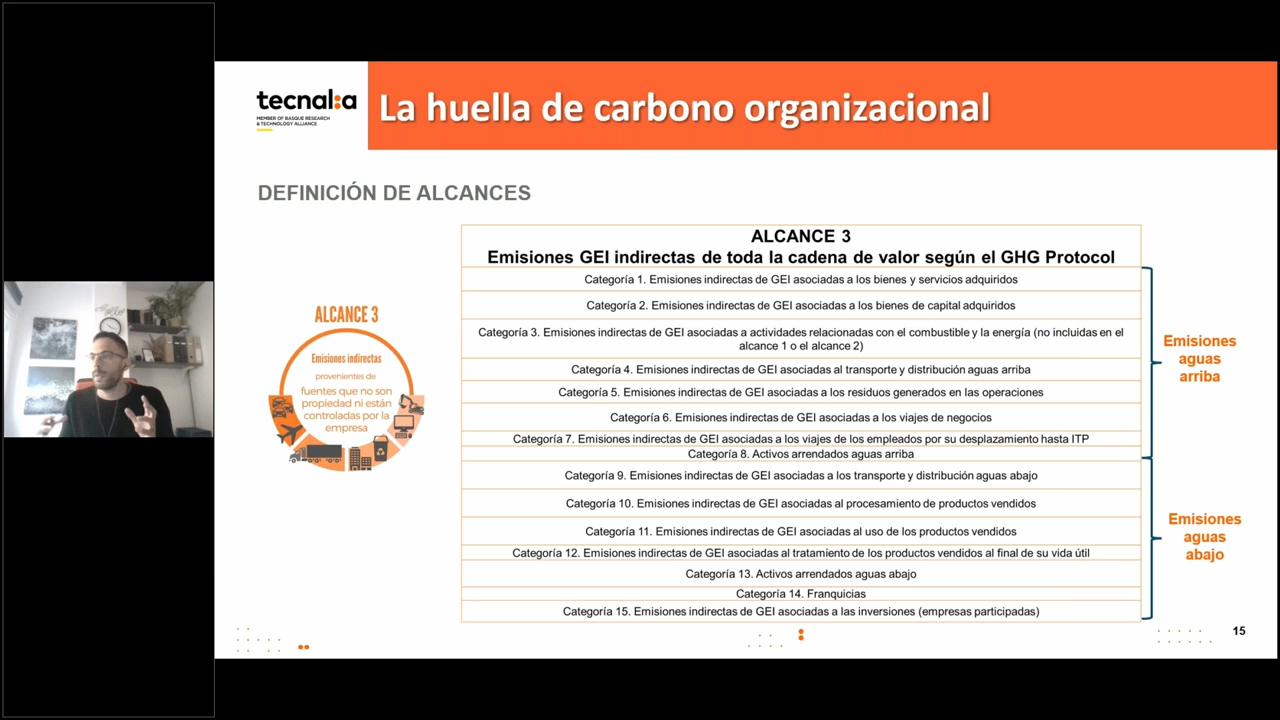 tecnalia
MEMBER OF BASQUE RESEARCH
& TECHNOLOGY ALLIANCE
La huella de carbono organizacional
DEFINICIÓN DE ALCANCES
ALCANCE 3
Emisiones indirectas
provenientes de
fuentes que no son
propiedad ni están
controladas por la
empresa
ALCANCE 3
Emisiones GEI indirectas de toda la cadena de valor según el GHG Protocol
Categoría 1. Emisiones indirectas de GEI asociadas a los bienes y servicios adquiridos
Categoría 2. Emisiones indirectas de GEI asociadas a los bienes de capital adquiridos
Categoría 3. Emisiones indirectas de GEI asociadas a actividades relacionadas con el combustible y la energía (no incluidas en el
alcance 1 o el alcance 2)
Categoría 4. Emisiones indirectas de GEI asociadas al transporte y distribución aguas arriba
Categoría 5. Emisiones indirectas de GEI asociadas a los residuos generados en las operaciones
Categoría 6. Emisiones indirectas de GEI asociadas a los viajes de negocios
Categoría 7. Emisiones indirectas de GEI asociadas a los viajes de los empleados por su desplazamiento hasta ITP
Categoría 8. Activos arrendados aguas arriba
Categoría 9. Emisiones indirectas de GEI asociadas a los transporte y distribución aguas abajo
Categoría 10. Emisiones indirectas de GEI asociadas al procesamiento de productos vendidos
Categoría 11. Emisiones indirectas de GEI asociadas al uso de los productos vendidos
Categoría 12. Emisiones indirectas de GEI asociadas al tratamiento de los productos vendidos al final de su vida útil
Categoría 13. Activos arrendados aguas abajo
Categoría 14. Franquicias
Categoría 15. Emisiones indirectas de GEI asociadas a las inversiones (empresas participadas)
Emisiones
aguas
arriba
Emisiones
aguas
abajo
15